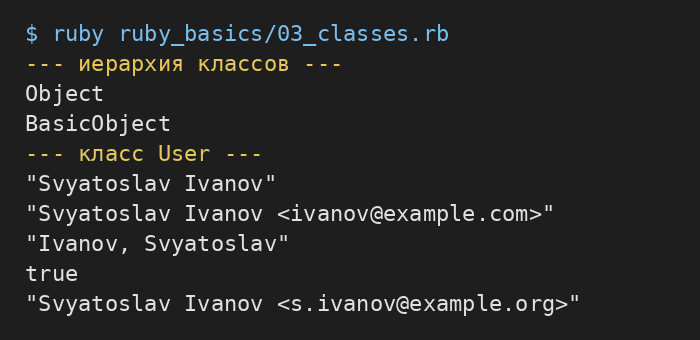 $ ruby ruby_basics/03_classes.rb
--- иерархия классов ---
Object
BasicObject
--- класс User ---
"Svyatoslav Ivanov"
"Svyatoslav Ivanov <ivanov@example.com>"
"Ivanov, Svyatoslav"
true
"Svyatoslav Ivanov <s.ivanov@example.org>"